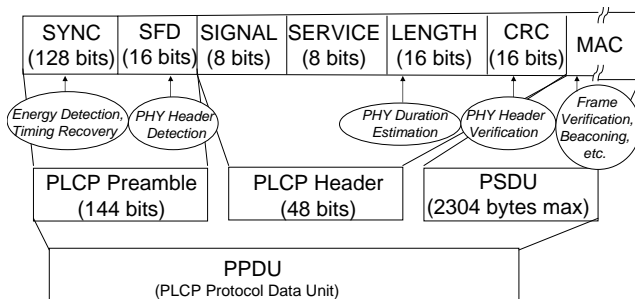 SYNC
(128 bits)
SFD
(16 bits)
SIGNAL
(8 bits)
SERVICE
(8 bits)
LENGTH
(16 bits)
CRC
(16 bits)
MAC
Energy Detection,
Timing Recovery
PHY Header
Detection
PHY Duration
Estimation
PHY Header
Verification
Frame
Verification,
Beaconing,
etc.
PLCP Preamble
(144 bits)
PLCP Header
(48 bits)
PSDU
(2304 bytes max)
PPDU
(PLCP Protocol Data Unit)